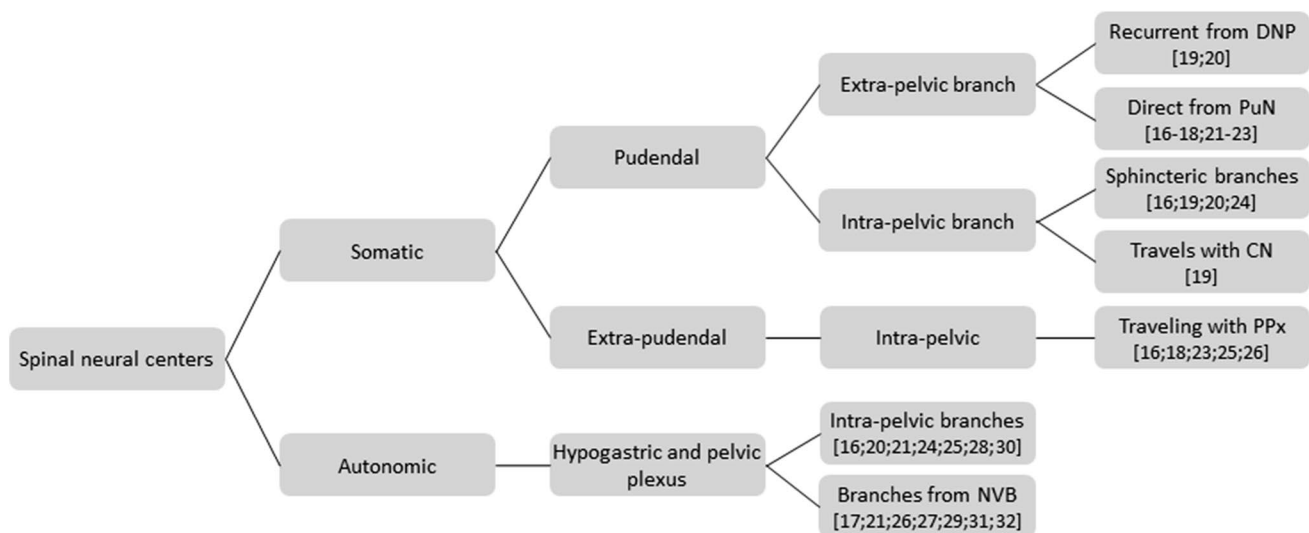 Spinal neural centers
Somatic
Pudendal
Extra-pelvic branch
Recurrent from DNP
[19;20]
Direct from PuN
[16-18;21-23]
Intra-pelvic branch
Sphincteric branches
[16;19;20;24]
Travels with CN
[19]
Extra-pudendal
Intra-pelvic
Traveling with PPx
[16;18;23;25;26]
Autonomic
Hypogastric and pelvic
plexus
Intra-pelvic branches
[16;20;21;24;25;28;30]
Branches from NVB
[17;21;26;27;29;31;32]